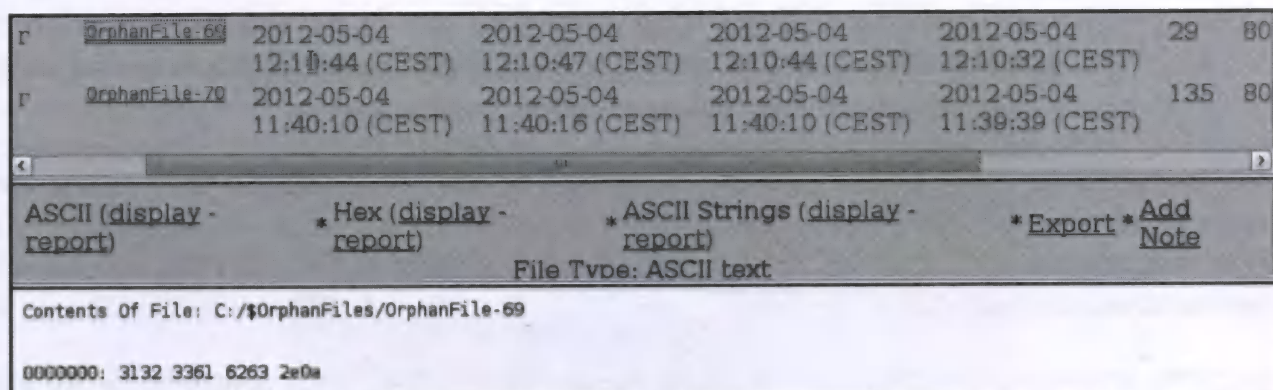 r OrphanFile-69 2012-05-04 2012-05-04 2012-05-04 2012-05-04 29 80
12:10:44 (CEST) 12:10:47 (CEST) 12:10:44 (CEST) 12:10:32 (CEST)
r OrphanFile-70 2012-05-04 2012-05-04 2012-05-04 2012-05-04 135 80
11:40:10 (CEST) 11:40:16 (CEST) 11:40:10 (CEST) 11:39:39 (CEST)
ASCII (display - * Hex (display - * ASCII Strings (display - * Export * Add
report) report) report) Note
File Type: ASCII text
Contents Of File: C:/$OrphanFiles/OrphanFile-69
0000000: 3132 3361 6263 2e0a